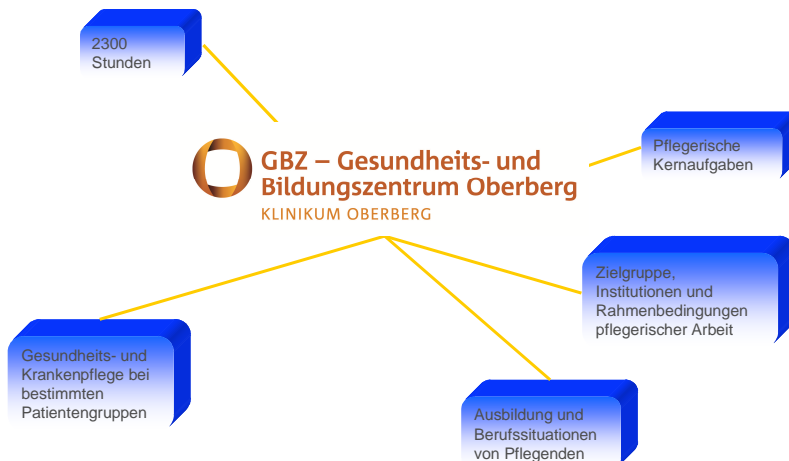 2300
Stunden
GBZ – Gesundheits- und
Bildungszentrum Oberberg
KLINIKUM OBERBERG
Pflegerische
Kernaufgaben
Zielgruppe,
Institutionen und
Rahmenbedingungen
pflegerischer Arbeit
Gesundheits- und
Krankenpflege bei
bestimmten
Patientengruppen
Ausbildung und
Berufssituationen
von Pflegenden